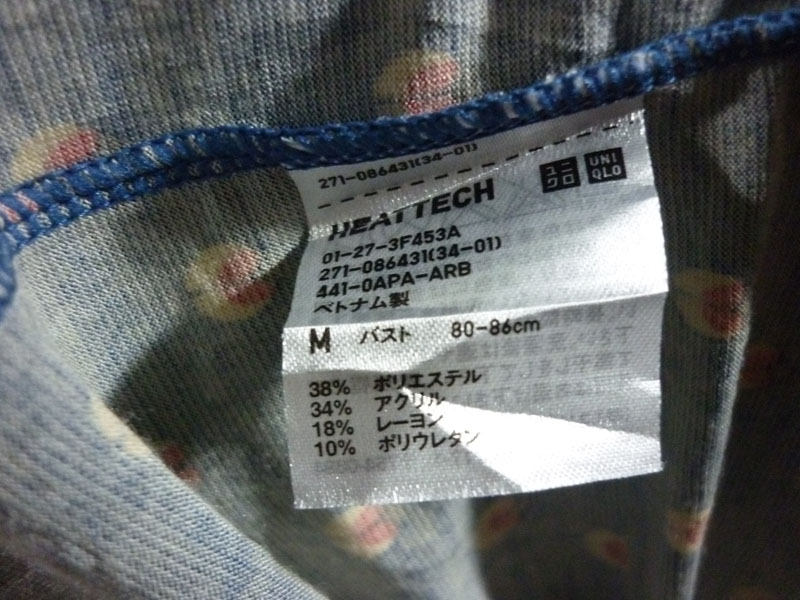 271-086431(34-01)
ユニクロ UNIQLO
HEATTECH
01-27-3F453A
271-086431(34-01)
441-0APA-ARB
ベトナム製
M バスト 80-86cm
38% ポリエステル
34% アクリル
18% レーヨン
10% ポリウレタン